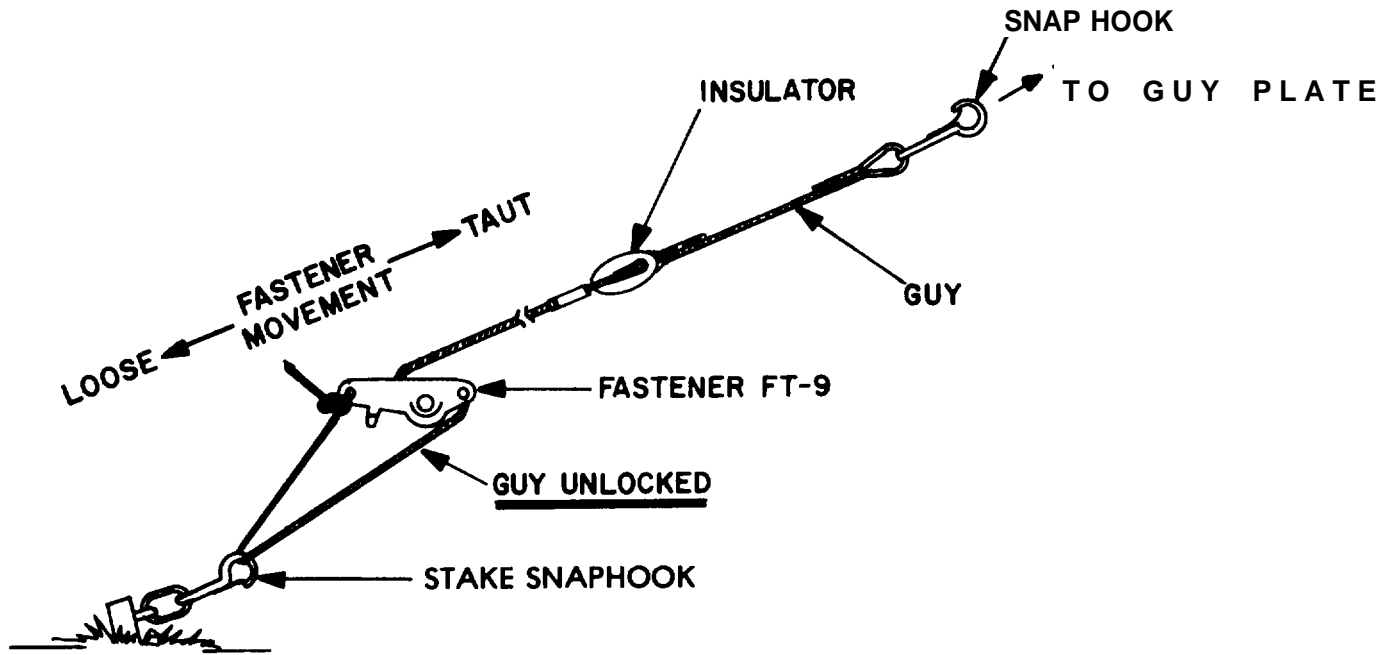 SNAP HOOK
TO GUY PLATE
INSULATOR
TAUT
FASTENER
MOVEMENT
LOOSE
GUY
FASTENER FT-9
GUY UNLOCKED
STAKE SNAPHOOK